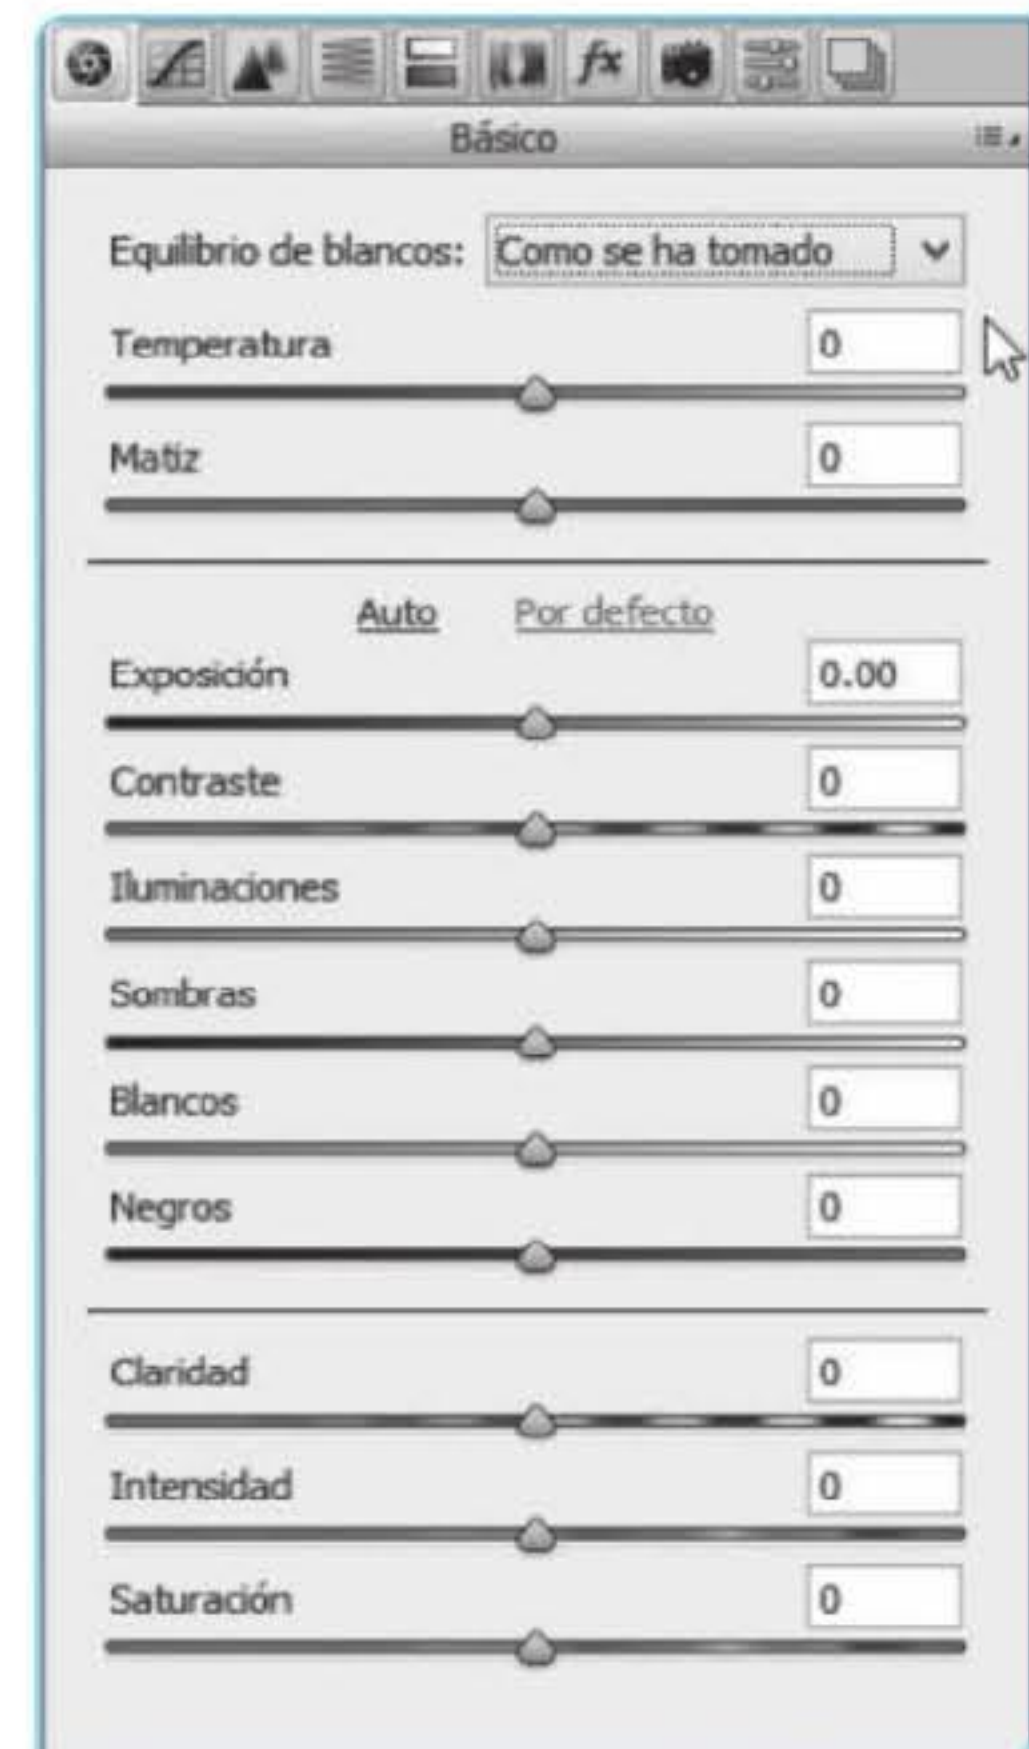 fx
Básico
Equilibrio de blancos: Como se ha tomado
Temperatura 0
Matiz 0
Auto Por defecto
Exposición 0.00
Contraste 0
Iluminaciones 0
Sombras 0
Blancos 0
Negros 0
Claridad 0
Intensidad 0
Saturación 0